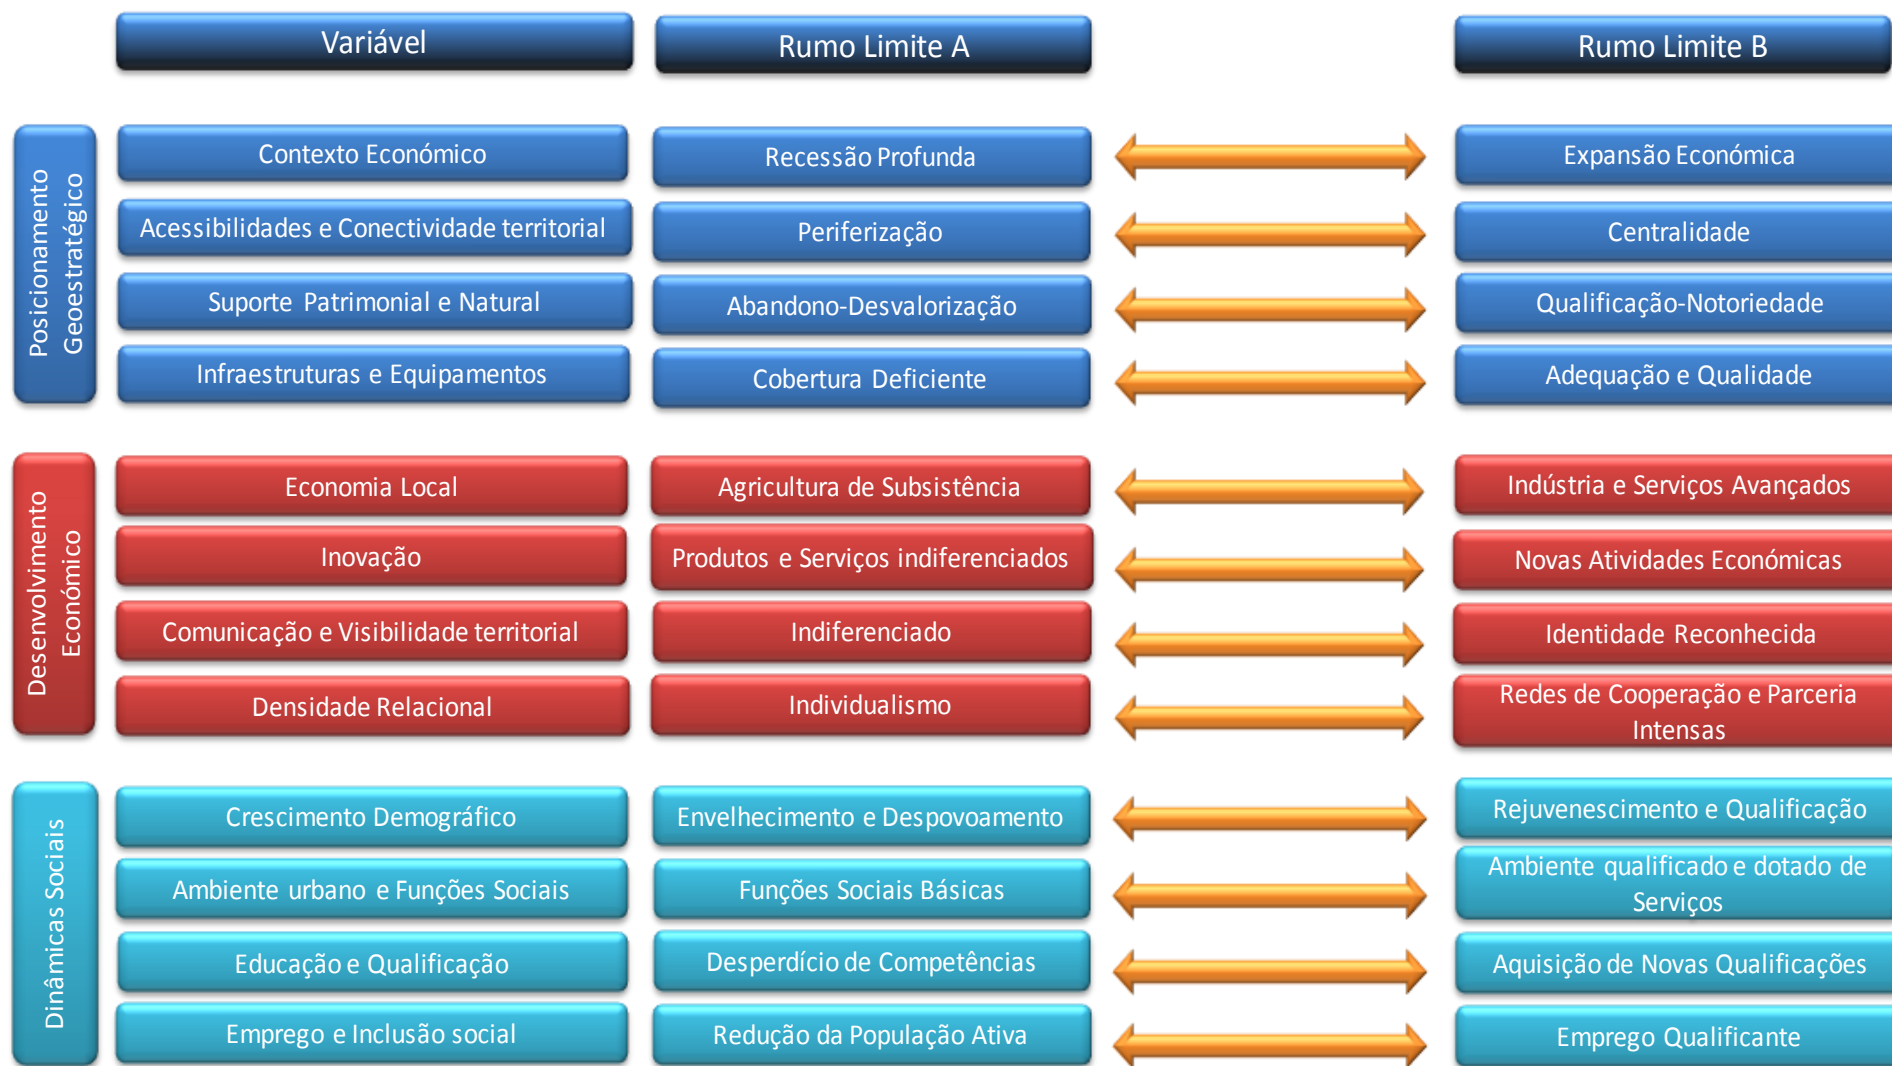 Variável
Rumo Limite A
Rumo Limite B
Posicionamento
Geoestratégico
Contexto Económico
Recessão Profunda
Expansão Económica
Acessibilidades e Conectividade territorial
Periferização
Centralidade
Suporte Patrimonial e Natural
Abandono-Desvalorização
Qualificação-Notoriedade
Infraestruturas e Equipamentos
Cobertura Deficiente
Adequação e Qualidade
Desenvolvimento
Económico
Economia Local
Agricultura de Subsistência
Indústria e Serviços Avançados
Inovação
Produtos e Serviços indiferenciados
Novas Atividades Económicas
Comunicação e Visibilidade territorial
Indiferenciado
Identidade Reconhecida
Densidade Relacional
Individualismo
Redes de Cooperação e Parceria
Intensas
Dinâmicas Sociais
Crescimento Demográfico
Envelhecimento e Despovoamento
Rejuvenescimento e Qualificação
Ambiente urbano e Funções Sociais
Funções Sociais Básicas
Ambiente qualificado e dotado de
Serviços
Educação e Qualificação
Desperdício de Competências
Aquisição de Novas Qualificações
Emprego e Inclusão social
Redução da População Ativa
Emprego Qualificante